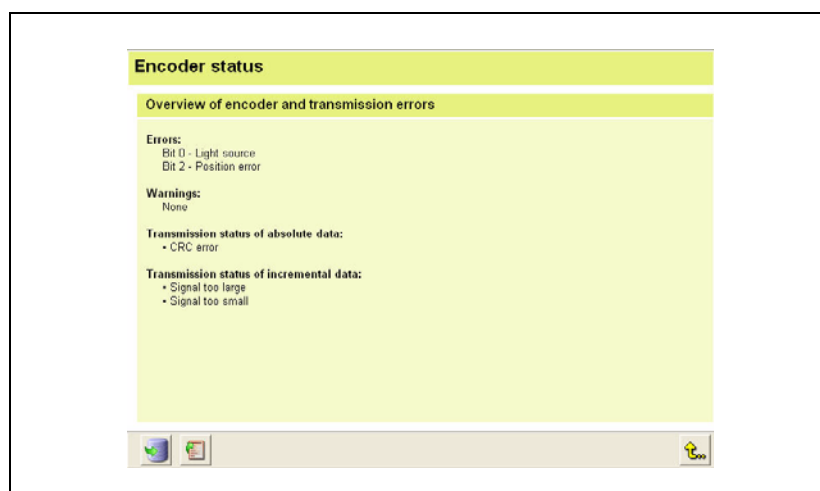 Encoder status
Overview of encoder and transmission errors
Errors:
Bit 0 - Light source
Bit 2 - Position error
Warnings:
None
Transmission status of absolute data:
• CRC error
Transmission status of incremental data:
• Signal too large
• Signal too small